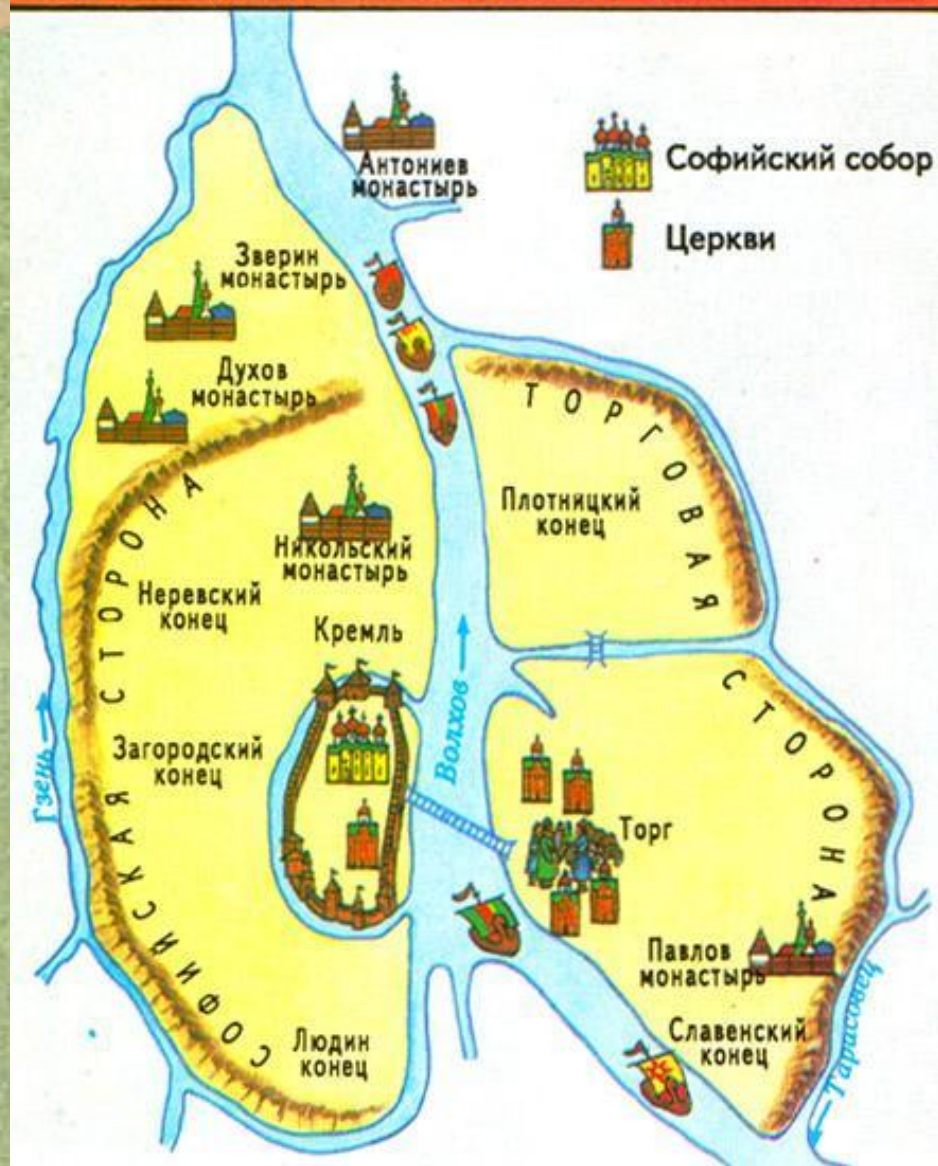 Антониев
монастырь
Софийский собор
Церкви
Зверин
монастырь
Духов
монастырь
ТОРГОВАЯ СТОРОНА
Плотницкий
конец
Никольский
монастырь
Неревский
конец
Кремль
СОФИЙСКАЯ СТОРОНА
Загородский
конец
Гзень
Волхов
Торг
Павлов
монастырь
Славенский
конец
Тарасовец
Людин
конец